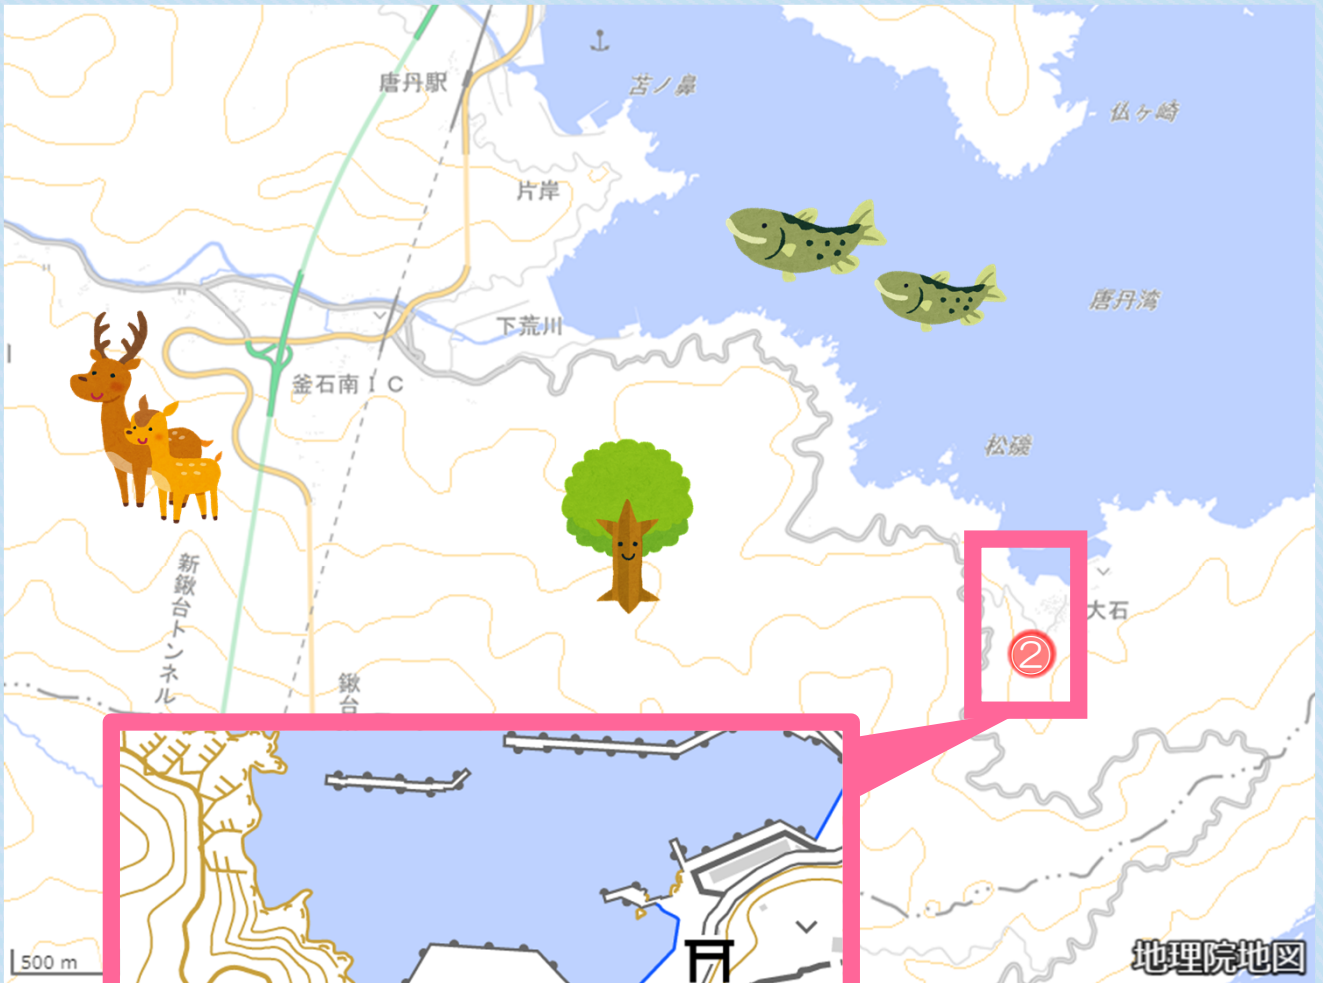 唐丹駅
苫ノ鼻
仏ヶ崎
片岸
唐丹湾
下荒川
釜石南ＩＣ
松磯
新鍬台トンネル
大石
②
鍬台
500 m
地理院地図